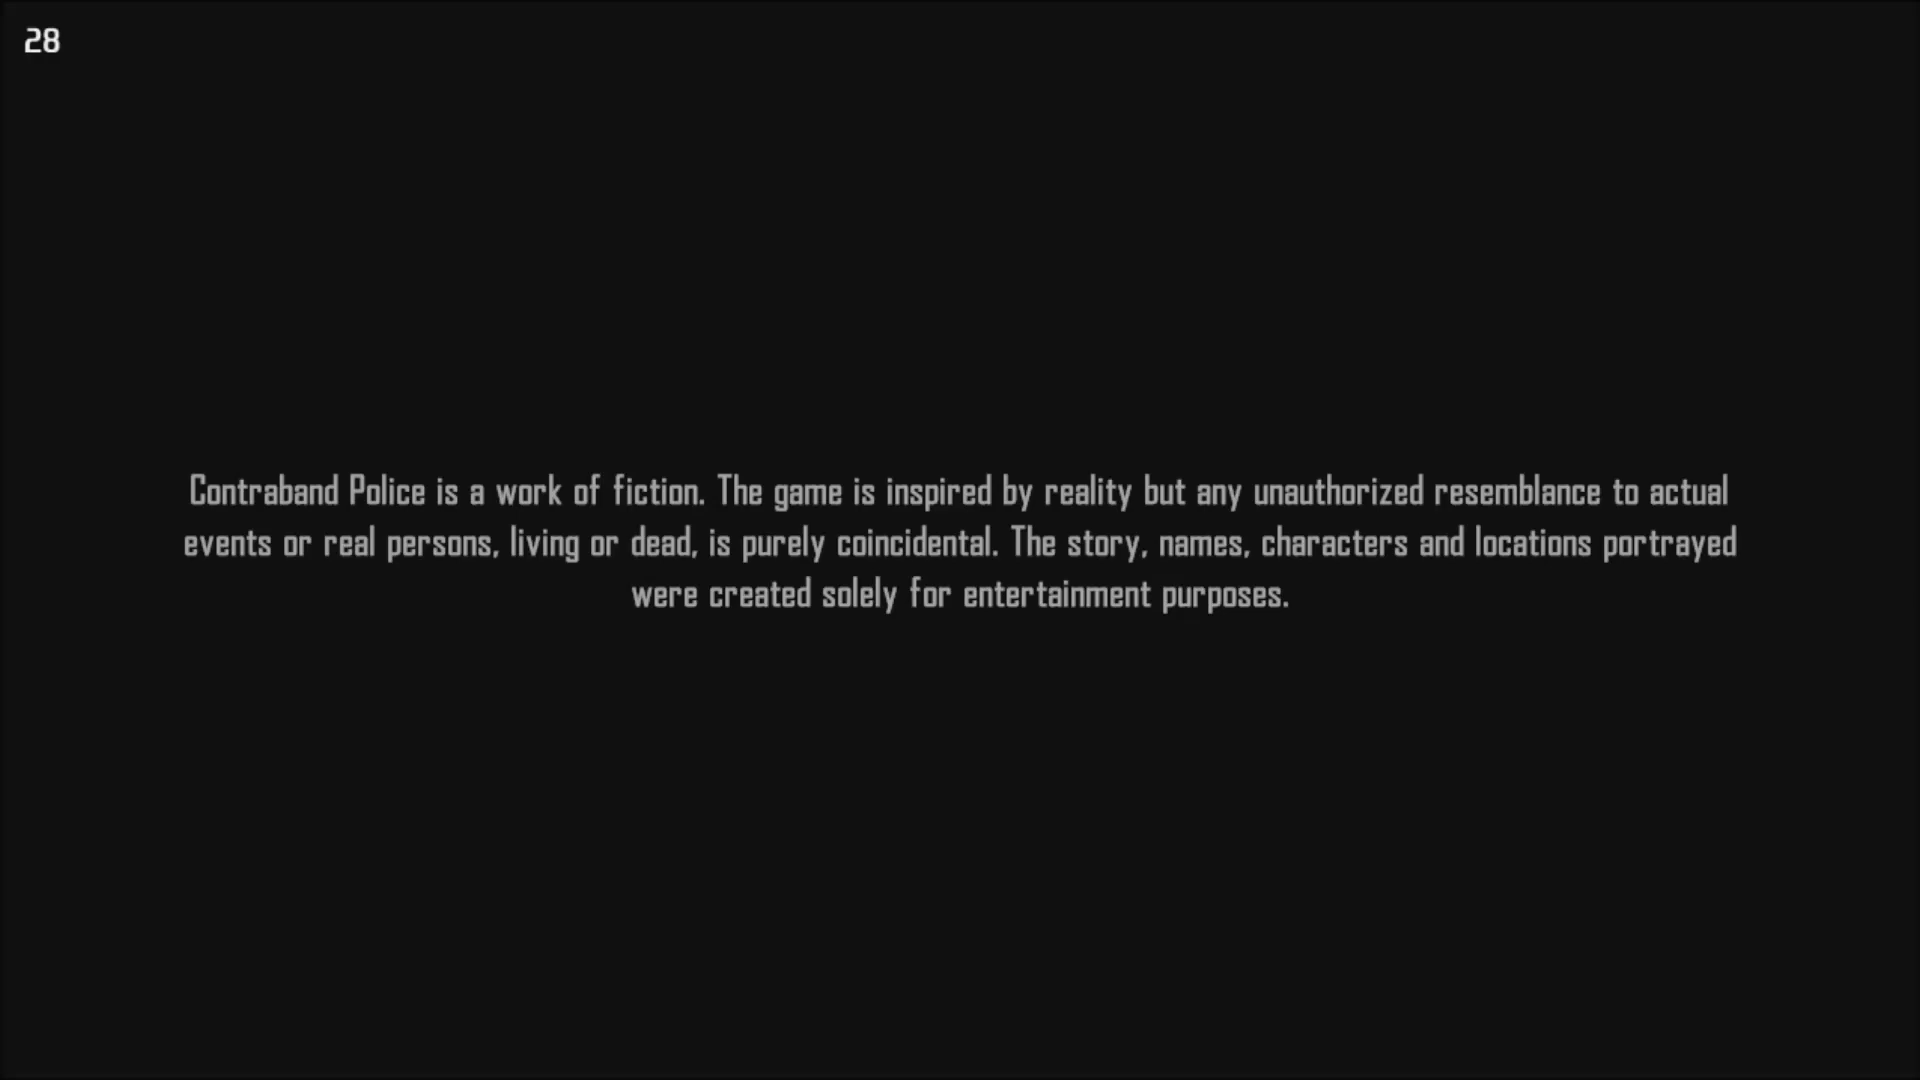 28
Contraband Police is a work of fiction. The game is inspired by reality but any unauthorized resemblance to actual
events or real persons, living or dead, is purely coincidental. The story, names, characters and locations portrayed
were created solely for entertainment purposes.